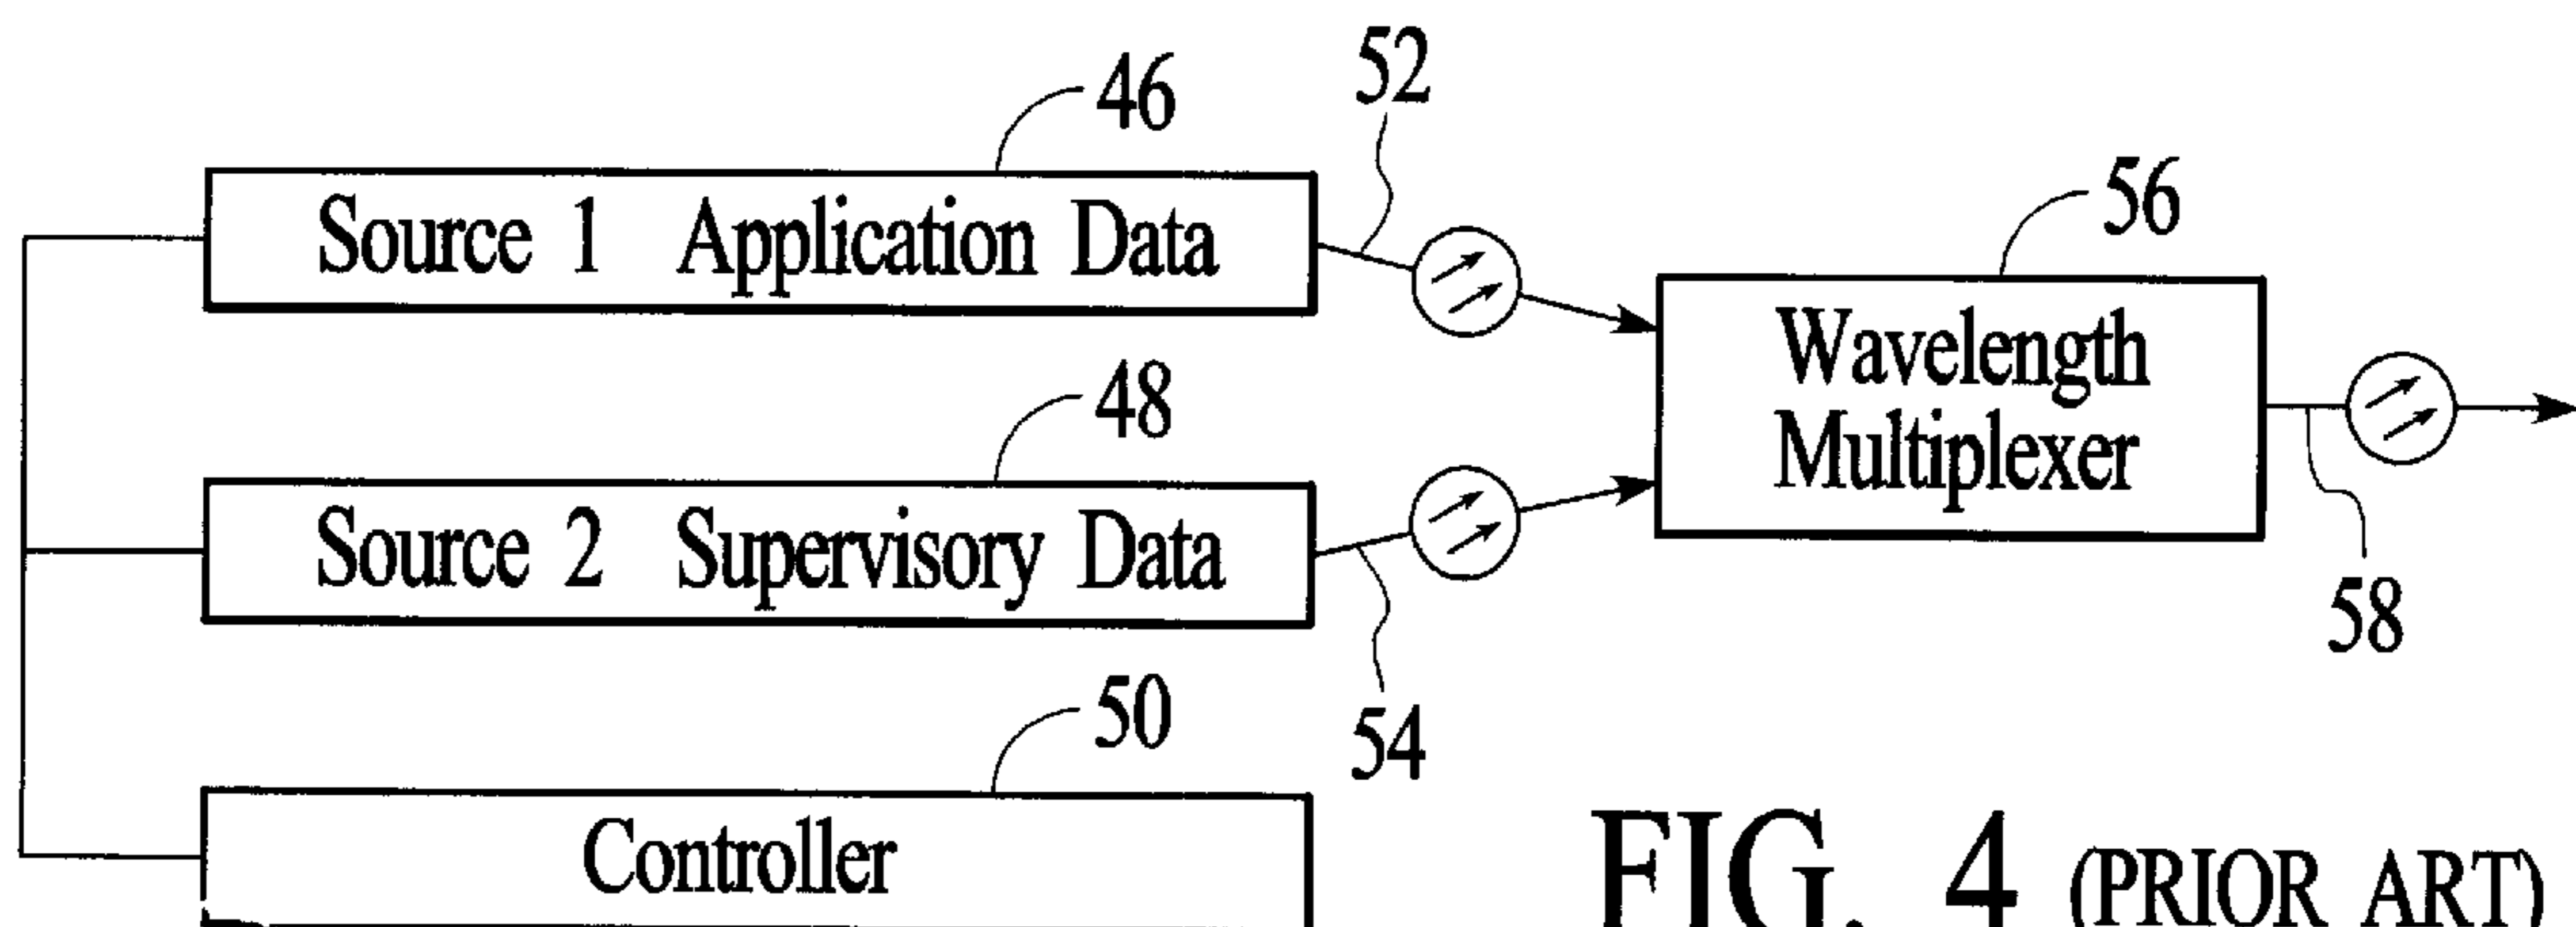 52
46
56
Source 1 Application Data
Wavelength
Multiplexer
48
Source 2 Supervisory Data
58
50
54
Controller
FIG. 4 (PRIOR ART)